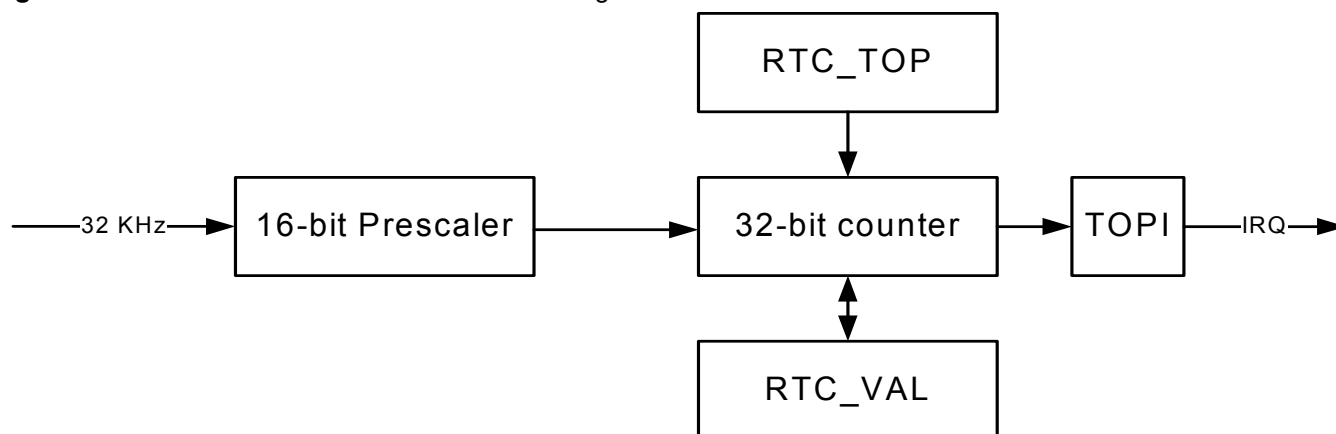 RTC_TOP
32 KHz
16-bit Prescaler
32-bit counter
TOPI
IRQ
RTC_VAL